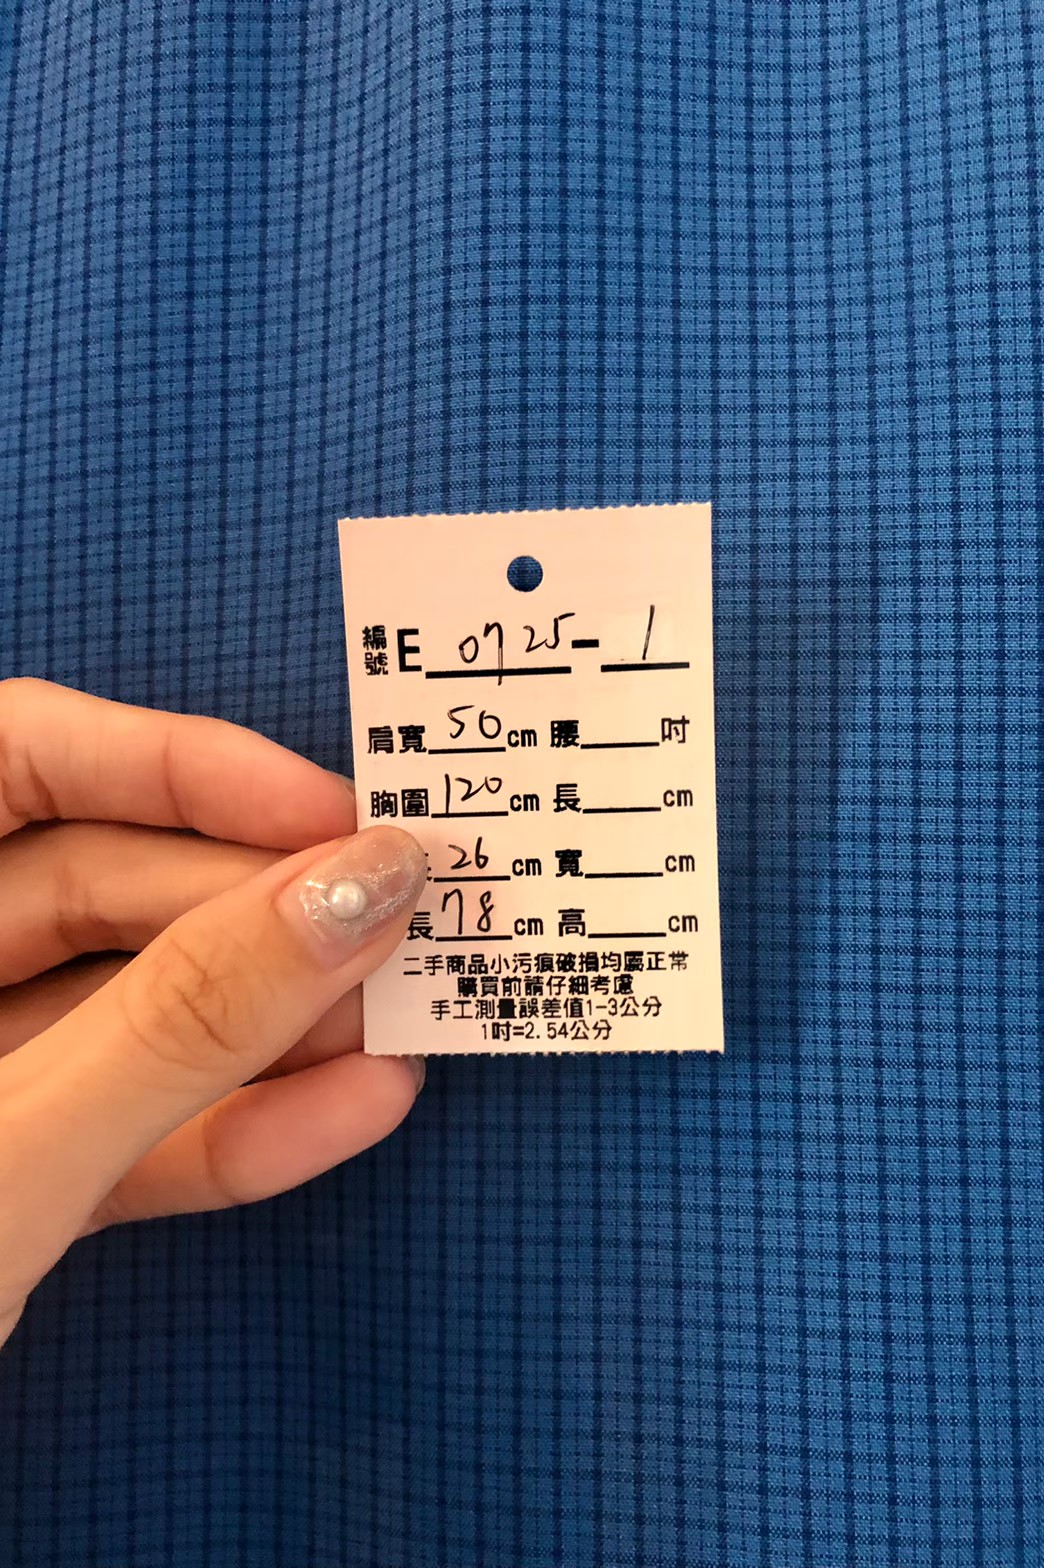 編號 E 0725-1
肩寬 50 cm 腰 吋
胸圍 120 cm 長 cm
26 cm 寬 cm
長 78 cm 高 cm
二手商品小污痕破損均屬正常
購買前請仔細考慮
手工測量誤差值1-3公分
1吋=2.54公分